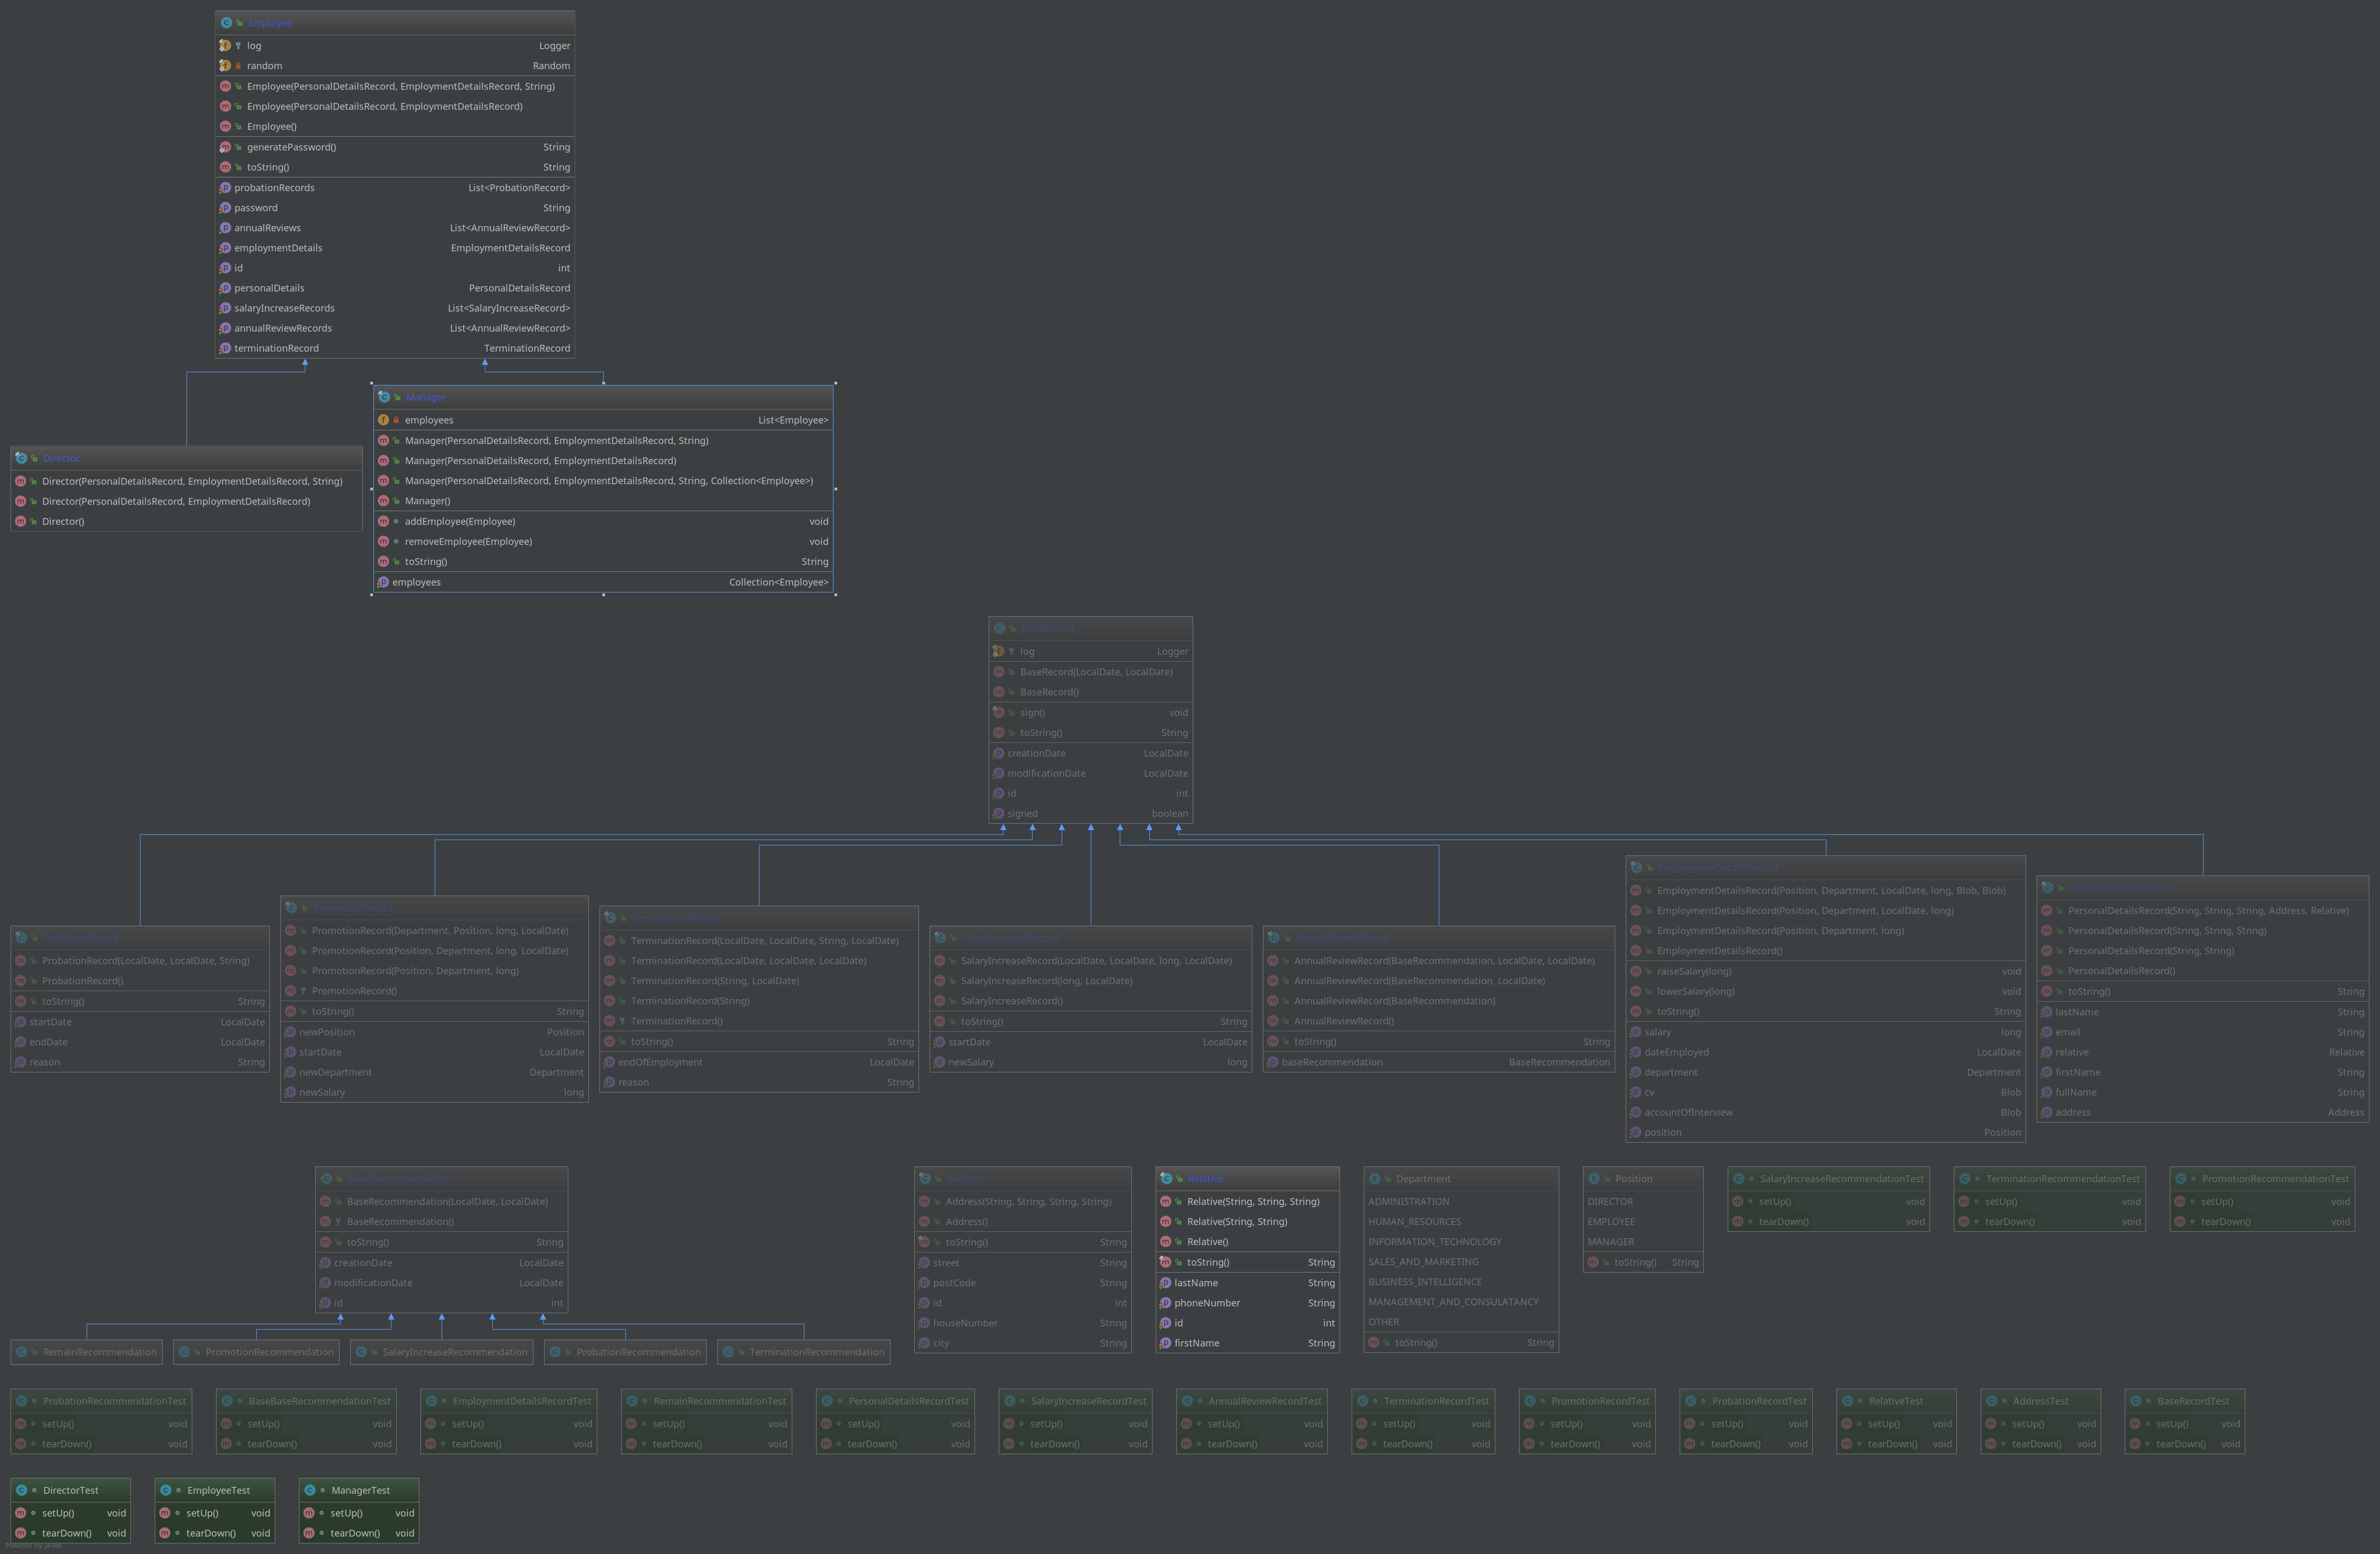 Employee
log Logger
random Random
Employee(PersonalDetailsRecord, EmploymentDetailsRecord, String)
Employee(PersonalDetailsRecord, EmploymentDetailsRecord)
Employee()
generatePassword() String
toString() String
probationRecords List<ProbationRecord>
password String
annualReviews List<AnnualReviewRecord>
employmentDetails EmploymentDetailsRecord
id int
personalDetails PersonalDetailsRecord
salaryIncreaseRecords List<SalaryIncreaseRecord>
annualReviewRecords List<AnnualReviewRecord>
terminationRecord TerminationRecord
Manager
employees List<Employee>
Manager(PersonalDetailsRecord, EmploymentDetailsRecord, String)
Manager(PersonalDetailsRecord, EmploymentDetailsRecord)
Manager(PersonalDetailsRecord, EmploymentDetailsRecord, String, Collection<Employee>)
Manager()
addEmployee(Employee) void
removeEmployee(Employee) void
toString() String
employees Collection<Employee>
Director
Director(PersonalDetailsRecord, EmploymentDetailsRecord, String)
Director(PersonalDetailsRecord, EmploymentDetailsRecord)
Director()
BaseRecord
log Logger
BaseRecord(LocalDate, LocalDate)
BaseRecord()
sign() void
toString() String
creationDate LocalDate
modificationDate LocalDate
id int
signed boolean
ProbationRecord
ProbationRecord(LocalDate, LocalDate, String)
ProbationRecord()
toString() String
startDate LocalDate
endDate LocalDate
reason String
PromotionRecord
PromotionRecord(Department, Position, long, LocalDate)
PromotionRecord(Position, Department, long, LocalDate)
PromotionRecord(Position, Department, long)
PromotionRecord()
toString() String
newPosition Position
startDate LocalDate
newDepartment Department
newSalary long
TerminationRecord
TerminationRecord(LocalDate, LocalDate, String, LocalDate)
TerminationRecord(LocalDate, LocalDate, LocalDate)
TerminationRecord(String, LocalDate)
TerminationRecord(String)
TerminationRecord()
toString() String
endOfEmployment LocalDate
reason String
SalaryIncreaseRecord
SalaryIncreaseRecord(LocalDate, LocalDate, long, LocalDate)
SalaryIncreaseRecord(long, LocalDate)
SalaryIncreaseRecord()
toString() String
startDate LocalDate
newSalary long
AnnualReviewRecord
AnnualReviewRecord(BaseRecommendation, LocalDate, LocalDate)
AnnualReviewRecord(BaseRecommendation, LocalDate)
AnnualReviewRecord(BaseRecommendation)
AnnualReviewRecord()
toString() String
baseRecommendation BaseRecommendation
EmploymentDetailsRecord
EmploymentDetailsRecord(Position, Department, LocalDate, long, Blob, Blob)
EmploymentDetailsRecord(Position, Department, LocalDate, long)
EmploymentDetailsRecord(Position, Department, long)
EmploymentDetailsRecord()
raiseSalary(long) void
lowerSalary(long) void
toString() String
salary long
dateEmployed LocalDate
department Department
cv Blob
accountOfInterview Blob
position Position
PersonalDetailsRecord
PersonalDetailsRecord(String, String, String, Address, Relative)
PersonalDetailsRecord(String, String, String)
PersonalDetailsRecord(String, String)
PersonalDetailsRecord()
toString() String
lastName String
email String
relative Relative
firstName String
fullName String
address Address
BaseRecommendation
BaseRecommendation(LocalDate, LocalDate)
BaseRecommendation()
toString() String
creationDate LocalDate
modificationDate LocalDate
id int
RemainRecommendation
PromotionRecommendation
SalaryIncreaseRecommendation
ProbationRecommendation
TerminationRecommendation
Address
Address(String, String, String, String)
Address()
toString() String
street String
postCode String
id int
houseNumber String
city String
Relative
Relative(String, String, String)
Relative(String, String)
Relative()
toString() String
lastName String
phoneNumber String
id int
firstName String
Department
ADMINISTRATION
HUMAN_RESOURCES
INFORMATION_TECHNOLOGY
SALES_AND_MARKETING
BUSINESS_INTELLIGENCE
MANAGEMENT_AND_CONSULATANCY
OTHER
toString() String
Position
DIRECTOR
EMPLOYEE
MANAGER
toString() String
SalaryIncreaseRecommendationTest
setUp() void
tearDown() void
TerminationRecommendationTest
setUp() void
tearDown() void
PromotionRecommendationTest
setUp() void
tearDown() void
ProbationRecommendationTest
setUp() void
tearDown() void
BaseBaseRecommendationTest
setUp() void
tearDown() void
EmploymentDetailsRecordTest
setUp() void
tearDown() void
RemainRecommendationTest
setUp() void
tearDown() void
PersonalDetailsRecordTest
setUp() void
tearDown() void
SalaryIncreaseRecordTest
setUp() void
tearDown() void
AnnualReviewRecordTest
setUp() void
tearDown() void
TerminationRecordTest
setUp() void
tearDown() void
PromotionRecordTest
setUp() void
tearDown() void
ProbationRecordTest
setUp() void
tearDown() void
RelativeTest
setUp() void
tearDown() void
AddressTest
setUp() void
tearDown() void
BaseRecordTest
setUp() void
tearDown() void
DirectorTest
setUp() void
tearDown() void
EmployeeTest
setUp() void
tearDown() void
ManagerTest
setUp() void
tearDown() void
Powered by yFiles